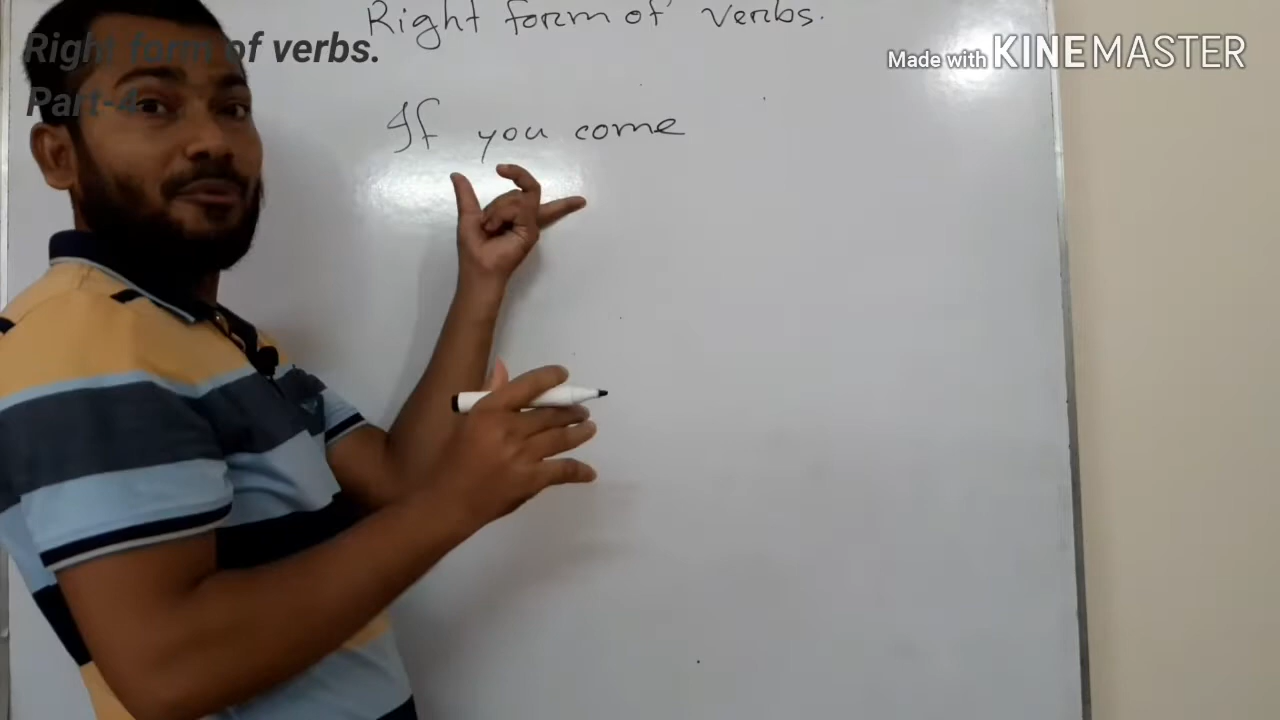 Right form of verbs.
Right form of verbs.
Part-4
Made with KINEMASTER
If you come